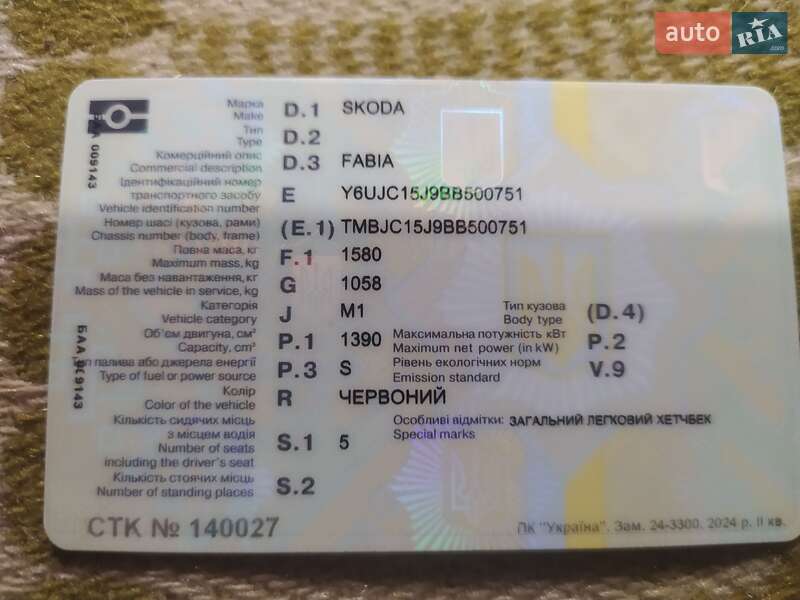 auto RIA
.com
Марка
Make D.1 SKODA
Тип
Type D.2
Комерційний опис
Commercial description D.3 FABIA
Ідентифікаційний номер
транспортного засобу
Vehicle identification number E Y6UJC15J9BB500751
Номер шасі (кузова, рами)
Chassis number (body, frame) (E.1) TMBJC15J9BB500751
Повна маса, кг
Maximum mass, kg F.1 1580
Маса без навантаження, кг
Mass of the vehicle in service, kg G 1058
Категорія
Vehicle category J M1
Тип кузова
Body type (D.4)
Об'єм двигуна, см³
Capacity, cm³ P.1 1390
Максимальна потужність кВт
Maximum net power (in kW) P.2
Тип палива або джерела енергії
Type of fuel or power source P.3 S
Рівень екологічних норм
Emission standard V.9
Колір
Color of the vehicle R ЧЕРВОНИЙ
Кількість сидячих місць
з місцем водія
Number of seats
including the driver's seat S.1 5
Особливі відмітки: ЗАГАЛЬНИЙ ЛЕГКОВИЙ ХЕТЧБЕК
Special marks
Кількість стоячих місць
Number of standing places S.2
СТК № 140027
ПК "Україна". Зам. 24-3300. 2024 р. II кв.